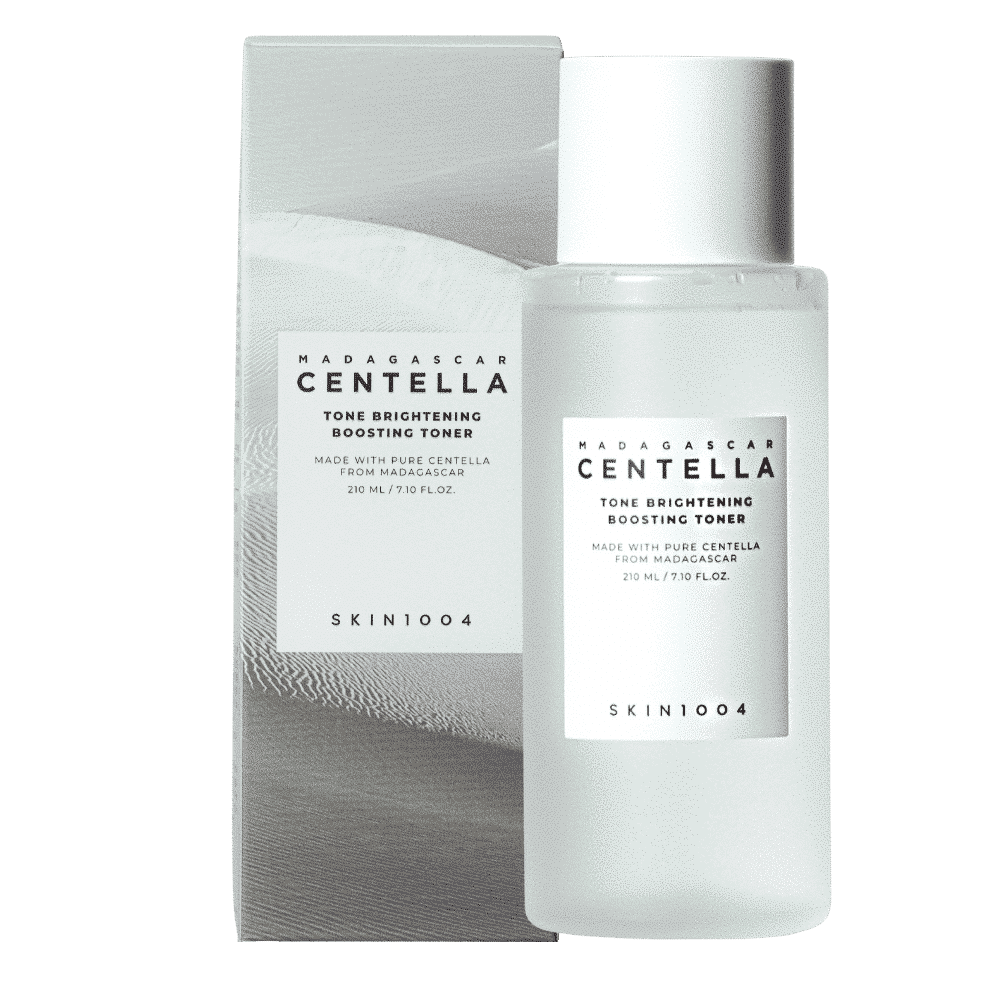 MADAGASCAR
CENTELLA
TONE BRIGHTENING
BOOSTING TONER
MADE WITH PURE CENTELLA
FROM MADAGASCAR
210 ML / 7.10 FL.OZ.
SKIN1004
MADAGASCAR
CENTELLA
TONE BRIGHTENING
BOOSTING TONER
MADE WITH PURE CENTELLA
FROM MADAGASCAR
210 ML / 7.10 FL.OZ.
SKIN1004